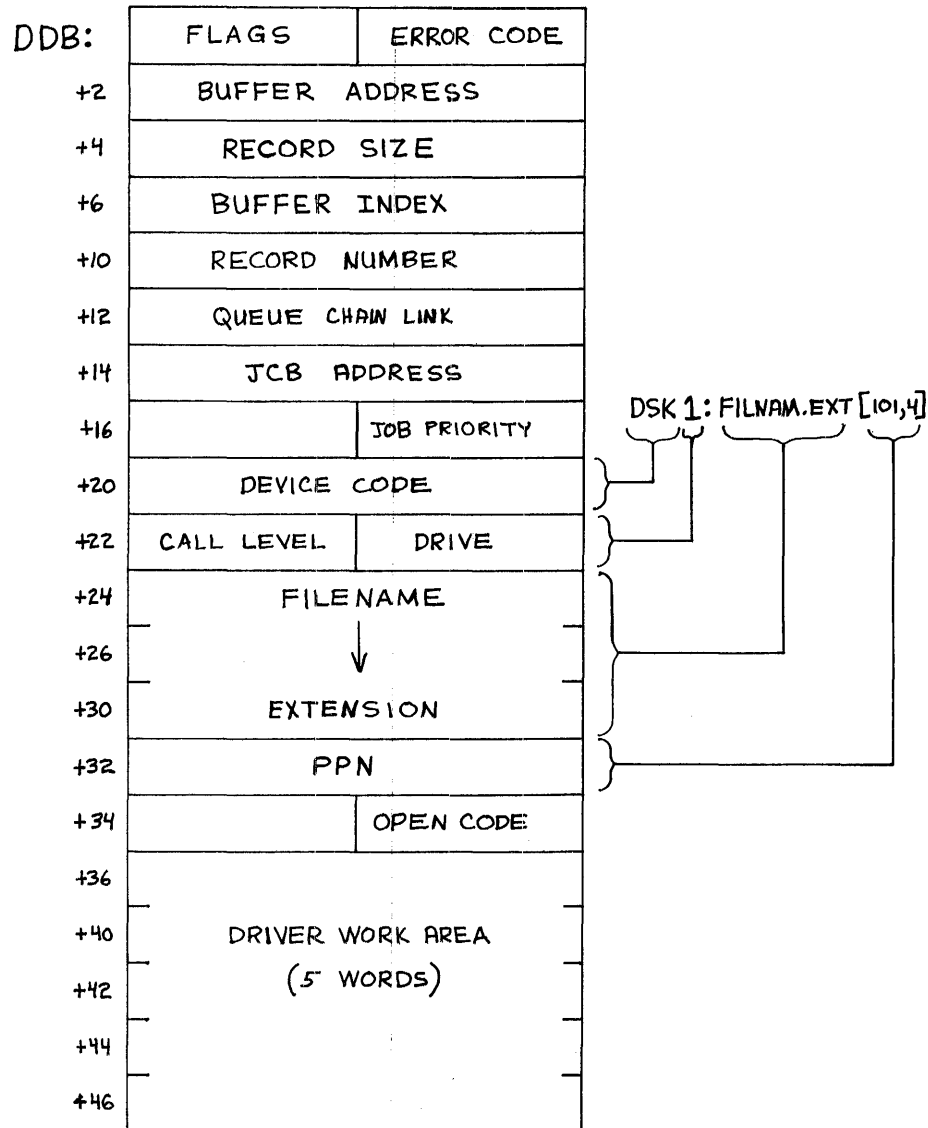 DDB: FLAGS ERROR CODE
+2 BUFFER ADDRESS
+4 RECORD SIZE
+6 BUFFER INDEX
+10 RECORD NUMBER
+12 QUEUE CHAIN LINK
+14 JCB ADDRESS
DSK 1: FILNAM.EXT [101,4]
+16 JOB PRIORITY
+20 DEVICE CODE
+22 CALL LEVEL DRIVE
+24 FILENAME
+26
+30 EXTENSION
+32 PPN
+34 OPEN CODE
+36
+40 DRIVER WORK AREA
+42 (5 WORDS)
+44
+46